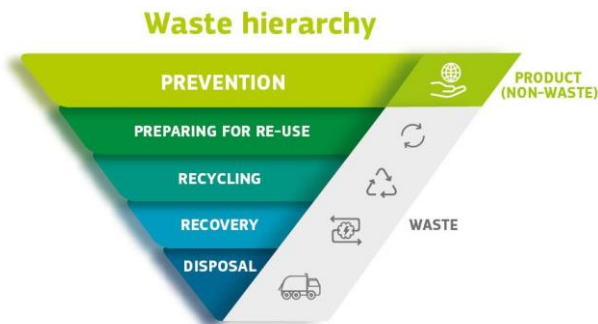 Waste hierarchy
PREVENTION
PRODUCT
(NON-WASTE)
PREPARING FOR RE-USE
RECYCLING
RECOVERY
WASTE
DISPOSAL